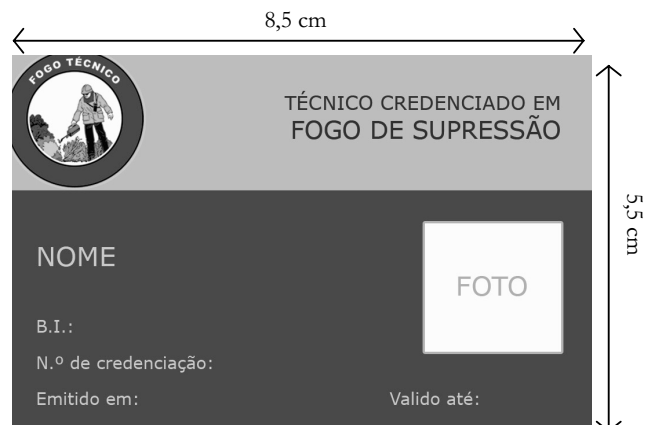 8,5 cm
FOGO TÉCNICO
TÉCNICO CREDENCIADO EM
FOGO DE SUPRESSÃO
5,5 cm
NOME
FOTO
B.I.:
N.º de credenciação:
Emitido em:
Valido até: